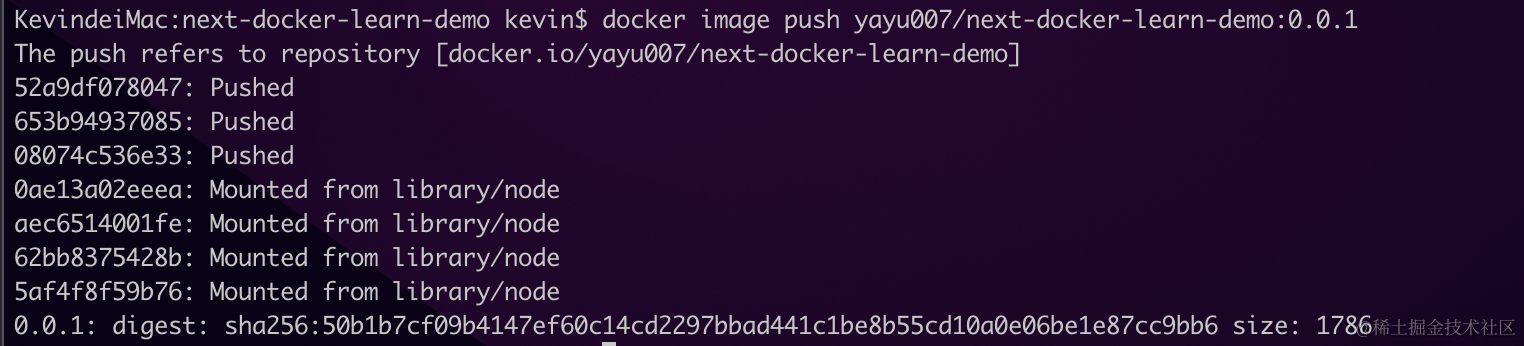 KevindeiMac:next-docker-learn-demo kevin$ docker image push yayu007/next-docker-learn-demo:0.0.1
The push refers to repository [docker.io/yayu007/next-docker-learn-demo]
52a9df078047: Pushed
653b94937085: Pushed
08074c536e33: Pushed
0ae13a02eeea: Mounted from library/node
aec6514001fe: Mounted from library/node
62bb8375428b: Mounted from library/node
5af4f8f59b76: Mounted from library/node
0.0.1: digest: sha256:50b1b7cf09b4147ef60c14cd2297bbad441c1be8b55cd10a0e06be1e87cc9bb6 size: 1786
@稀土掘金技术社区